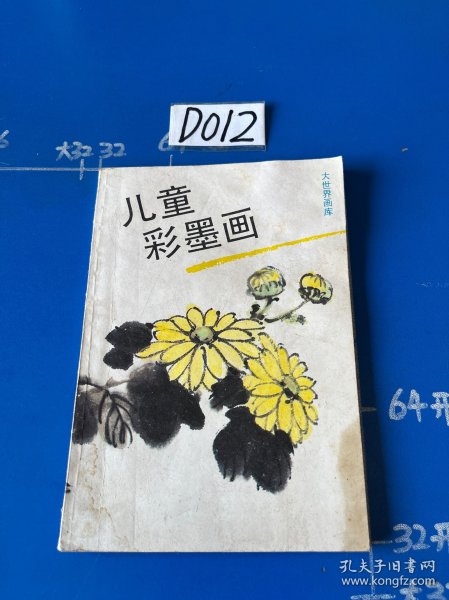 D012
大32
32
儿童
彩墨画
大世界画库
64开
32开
孔夫子旧书网
www.kongfz.com